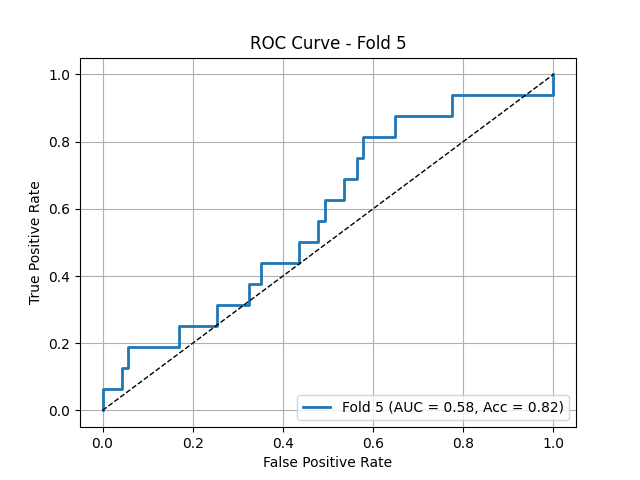 ROC Curve - Fold 5
True Positive Rate
1.0
0.8
0.6
0.4
0.2
0.0
Fold 5 (AUC = 0.58, Acc = 0.82)
0.0 0.2 0.4 0.6 0.8 1.0
False Positive Rate